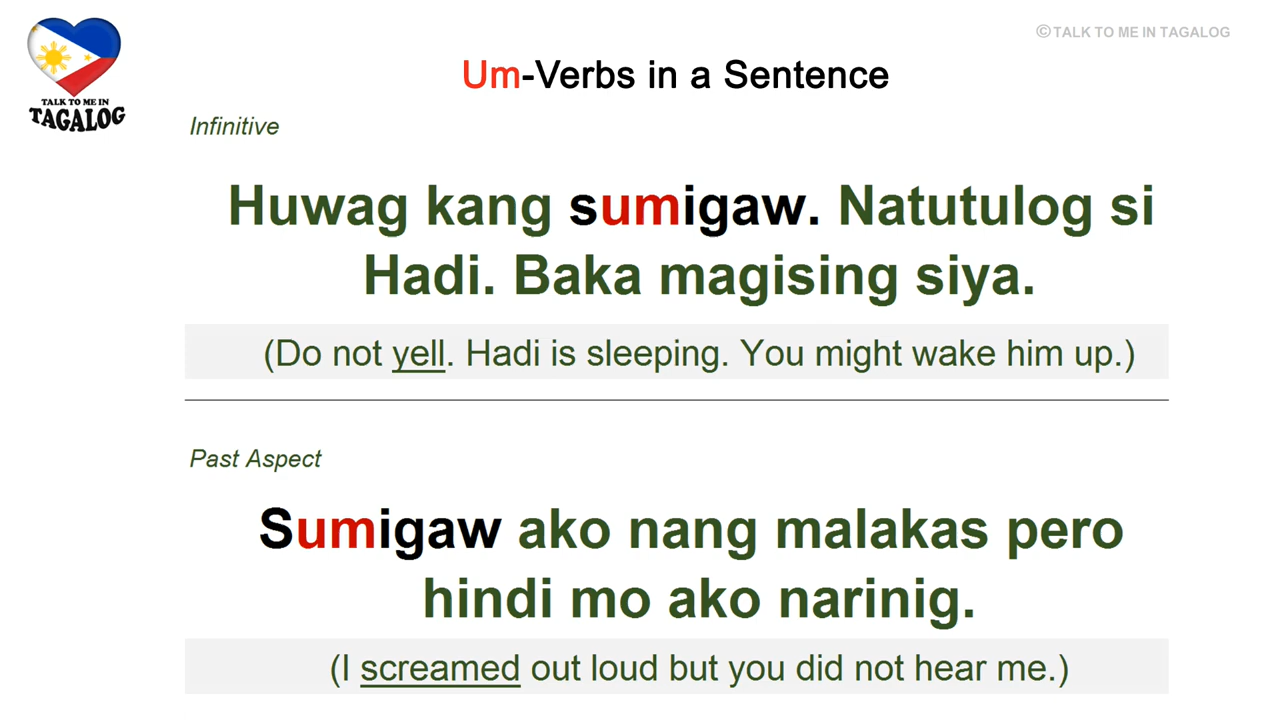 ©TALK TO ME IN TAGALOG
TALK TO ME IN
TAGALOG
Um-Verbs in a Sentence
Infinitive
Huwag kang sumigaw. Natutulog si
Hadi. Baka magising siya.
(Do not yell. Hadi is sleeping. You might wake him up.)
Past Aspect
Sumigaw ako nang malakas pero
hindi mo ako narinig.
(I screamed out loud but you did not hear me.)